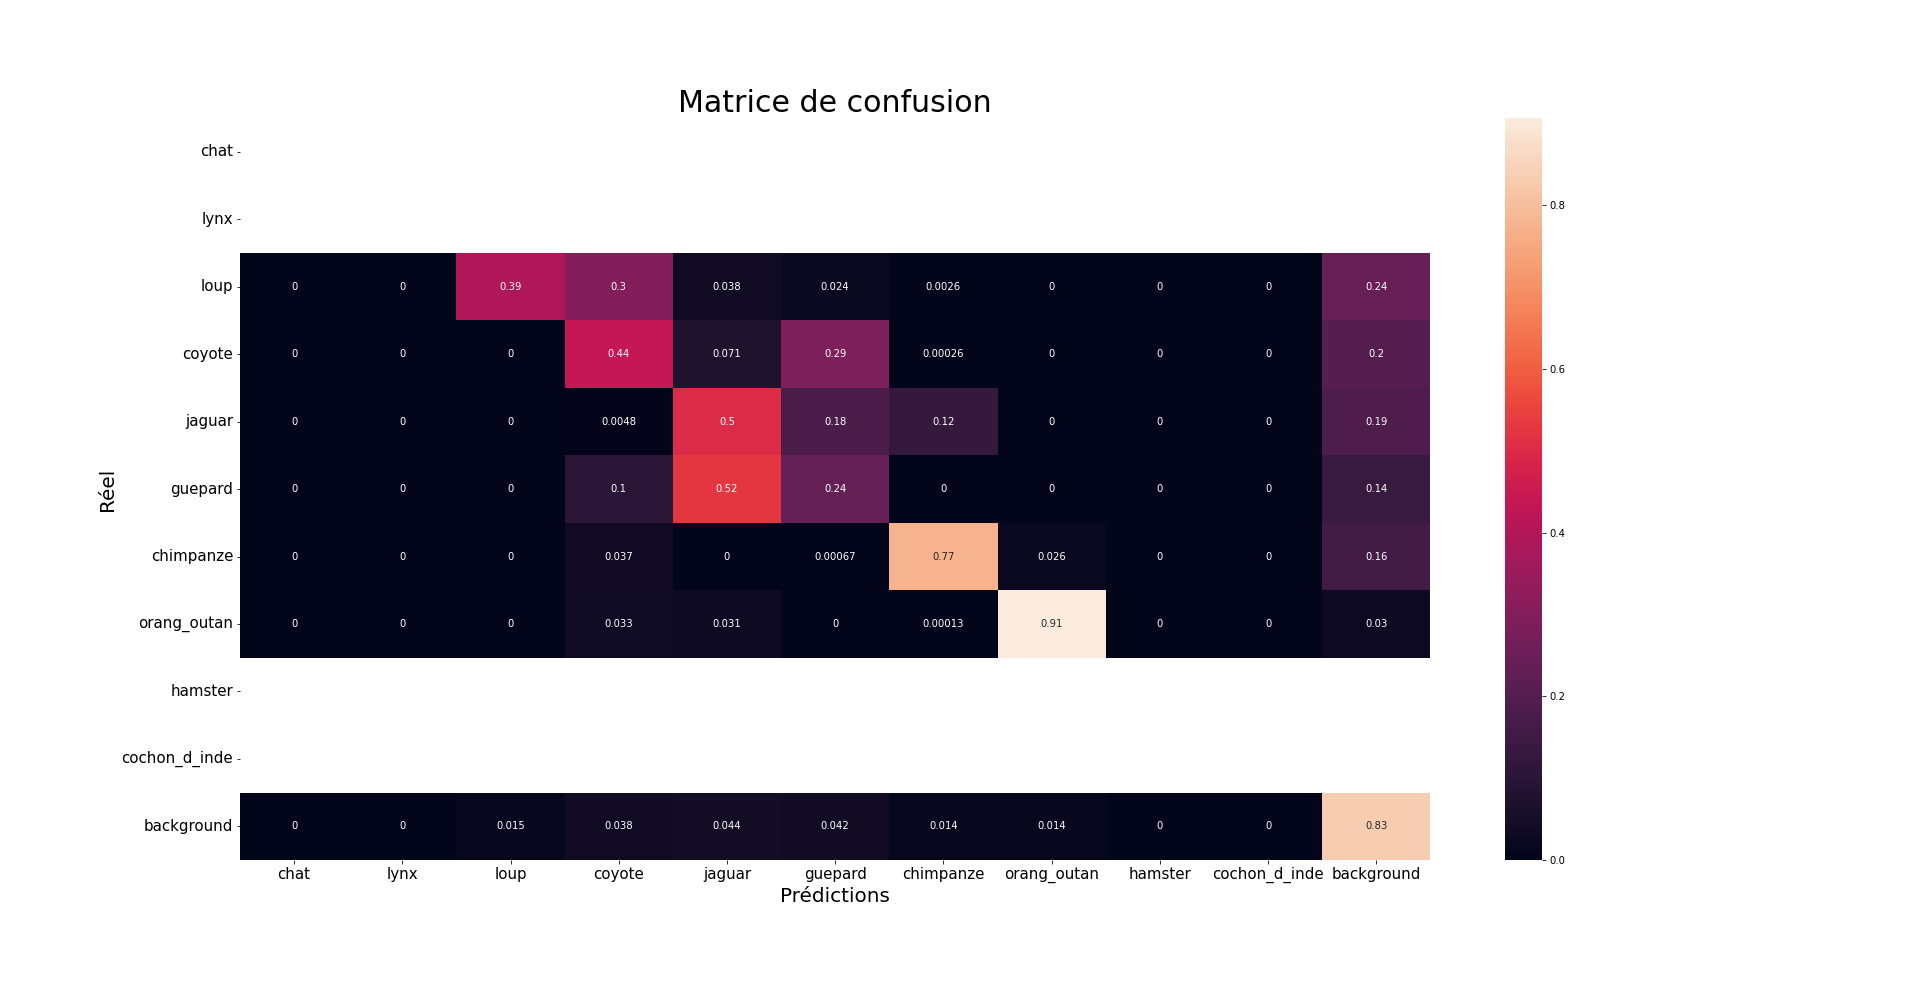 Matrice de confusion
chat
lynx
loup 0 0 0.39 0.3 0.038 0.024 0.0026 0 0 0 0.24
coyote 0 0 0 0.44 0.071 0.29 0.00026 0 0 0 0.2
jaguar 0 0 0 0.0048 0.5 0.18 0.12 0 0 0 0.19
guepard 0 0 0 0.1 0.52 0.24 0 0 0 0 0.14
chimpanze 0 0 0 0.037 0 0.00067 0.77 0.026 0 0 0.16
orang_outan 0 0 0 0.033 0.031 0 0.00013 0.91 0 0 0.03
hamster
cochon_d_inde
background 0 0 0.015 0.038 0.044 0.042 0.014 0.014 0 0 0.83
chat lynx loup coyote jaguar guepard chimpanze orang_outan hamster cochon_d_inde background
Prédictions
Réel
0.8
0.6
0.4
0.2
0.0